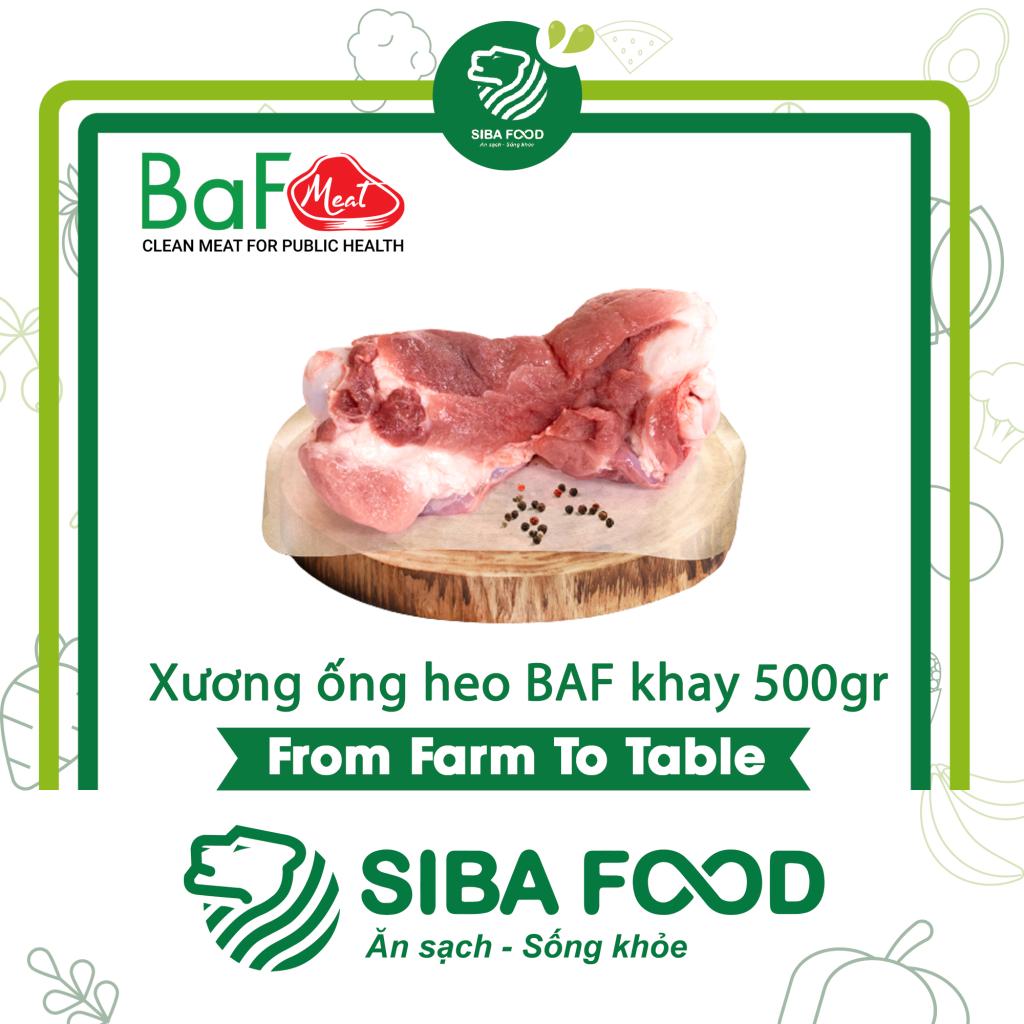 SIBA FOOD
Ăn sạch - Sống khỏe
BaF Meat
CLEAN MEAT FOR PUBLIC HEALTH
Xương ống heo BAF khay 500gr
From Farm To Table
SIBA FOOD
Ăn sạch - Sống khỏe